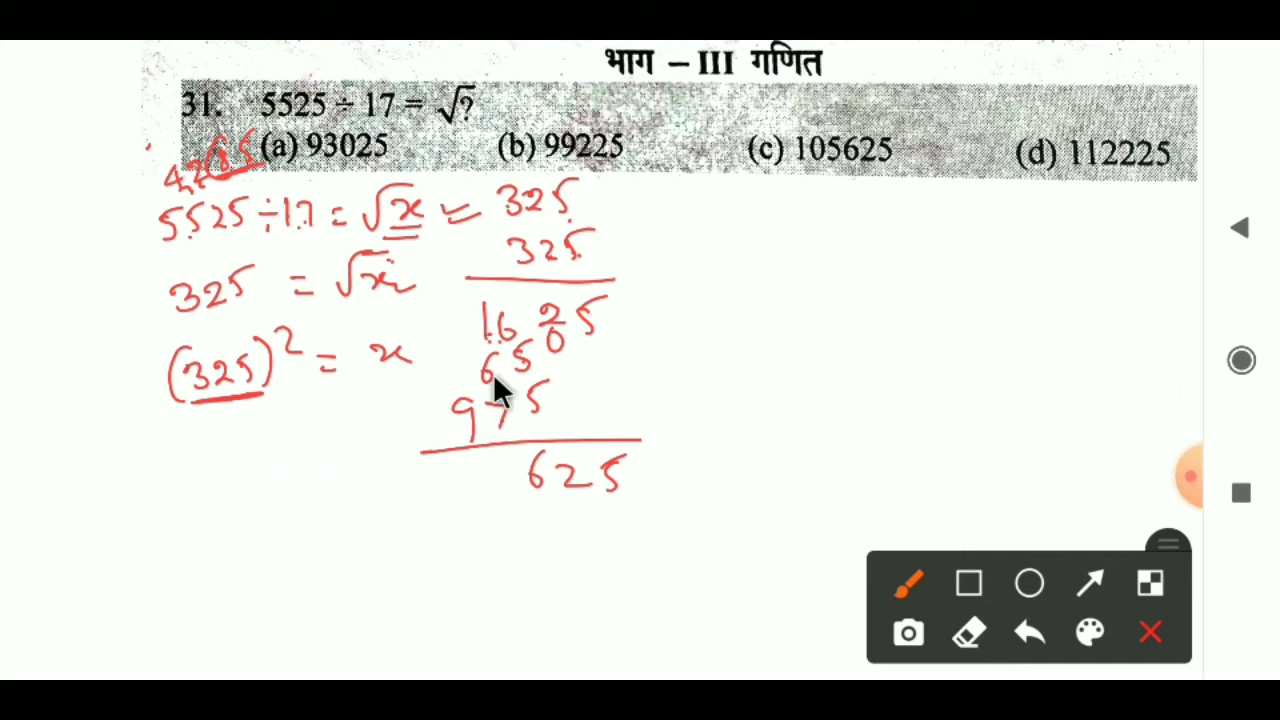 भाग – III गणित
31. 5525 ÷ 17 = √?
(a) 93025 (b) 99225 (c) 105625 (d) 112225
5525 ÷ 17 = √x = 325
325
325 = √x
1625
650
(325)² = x
975
625